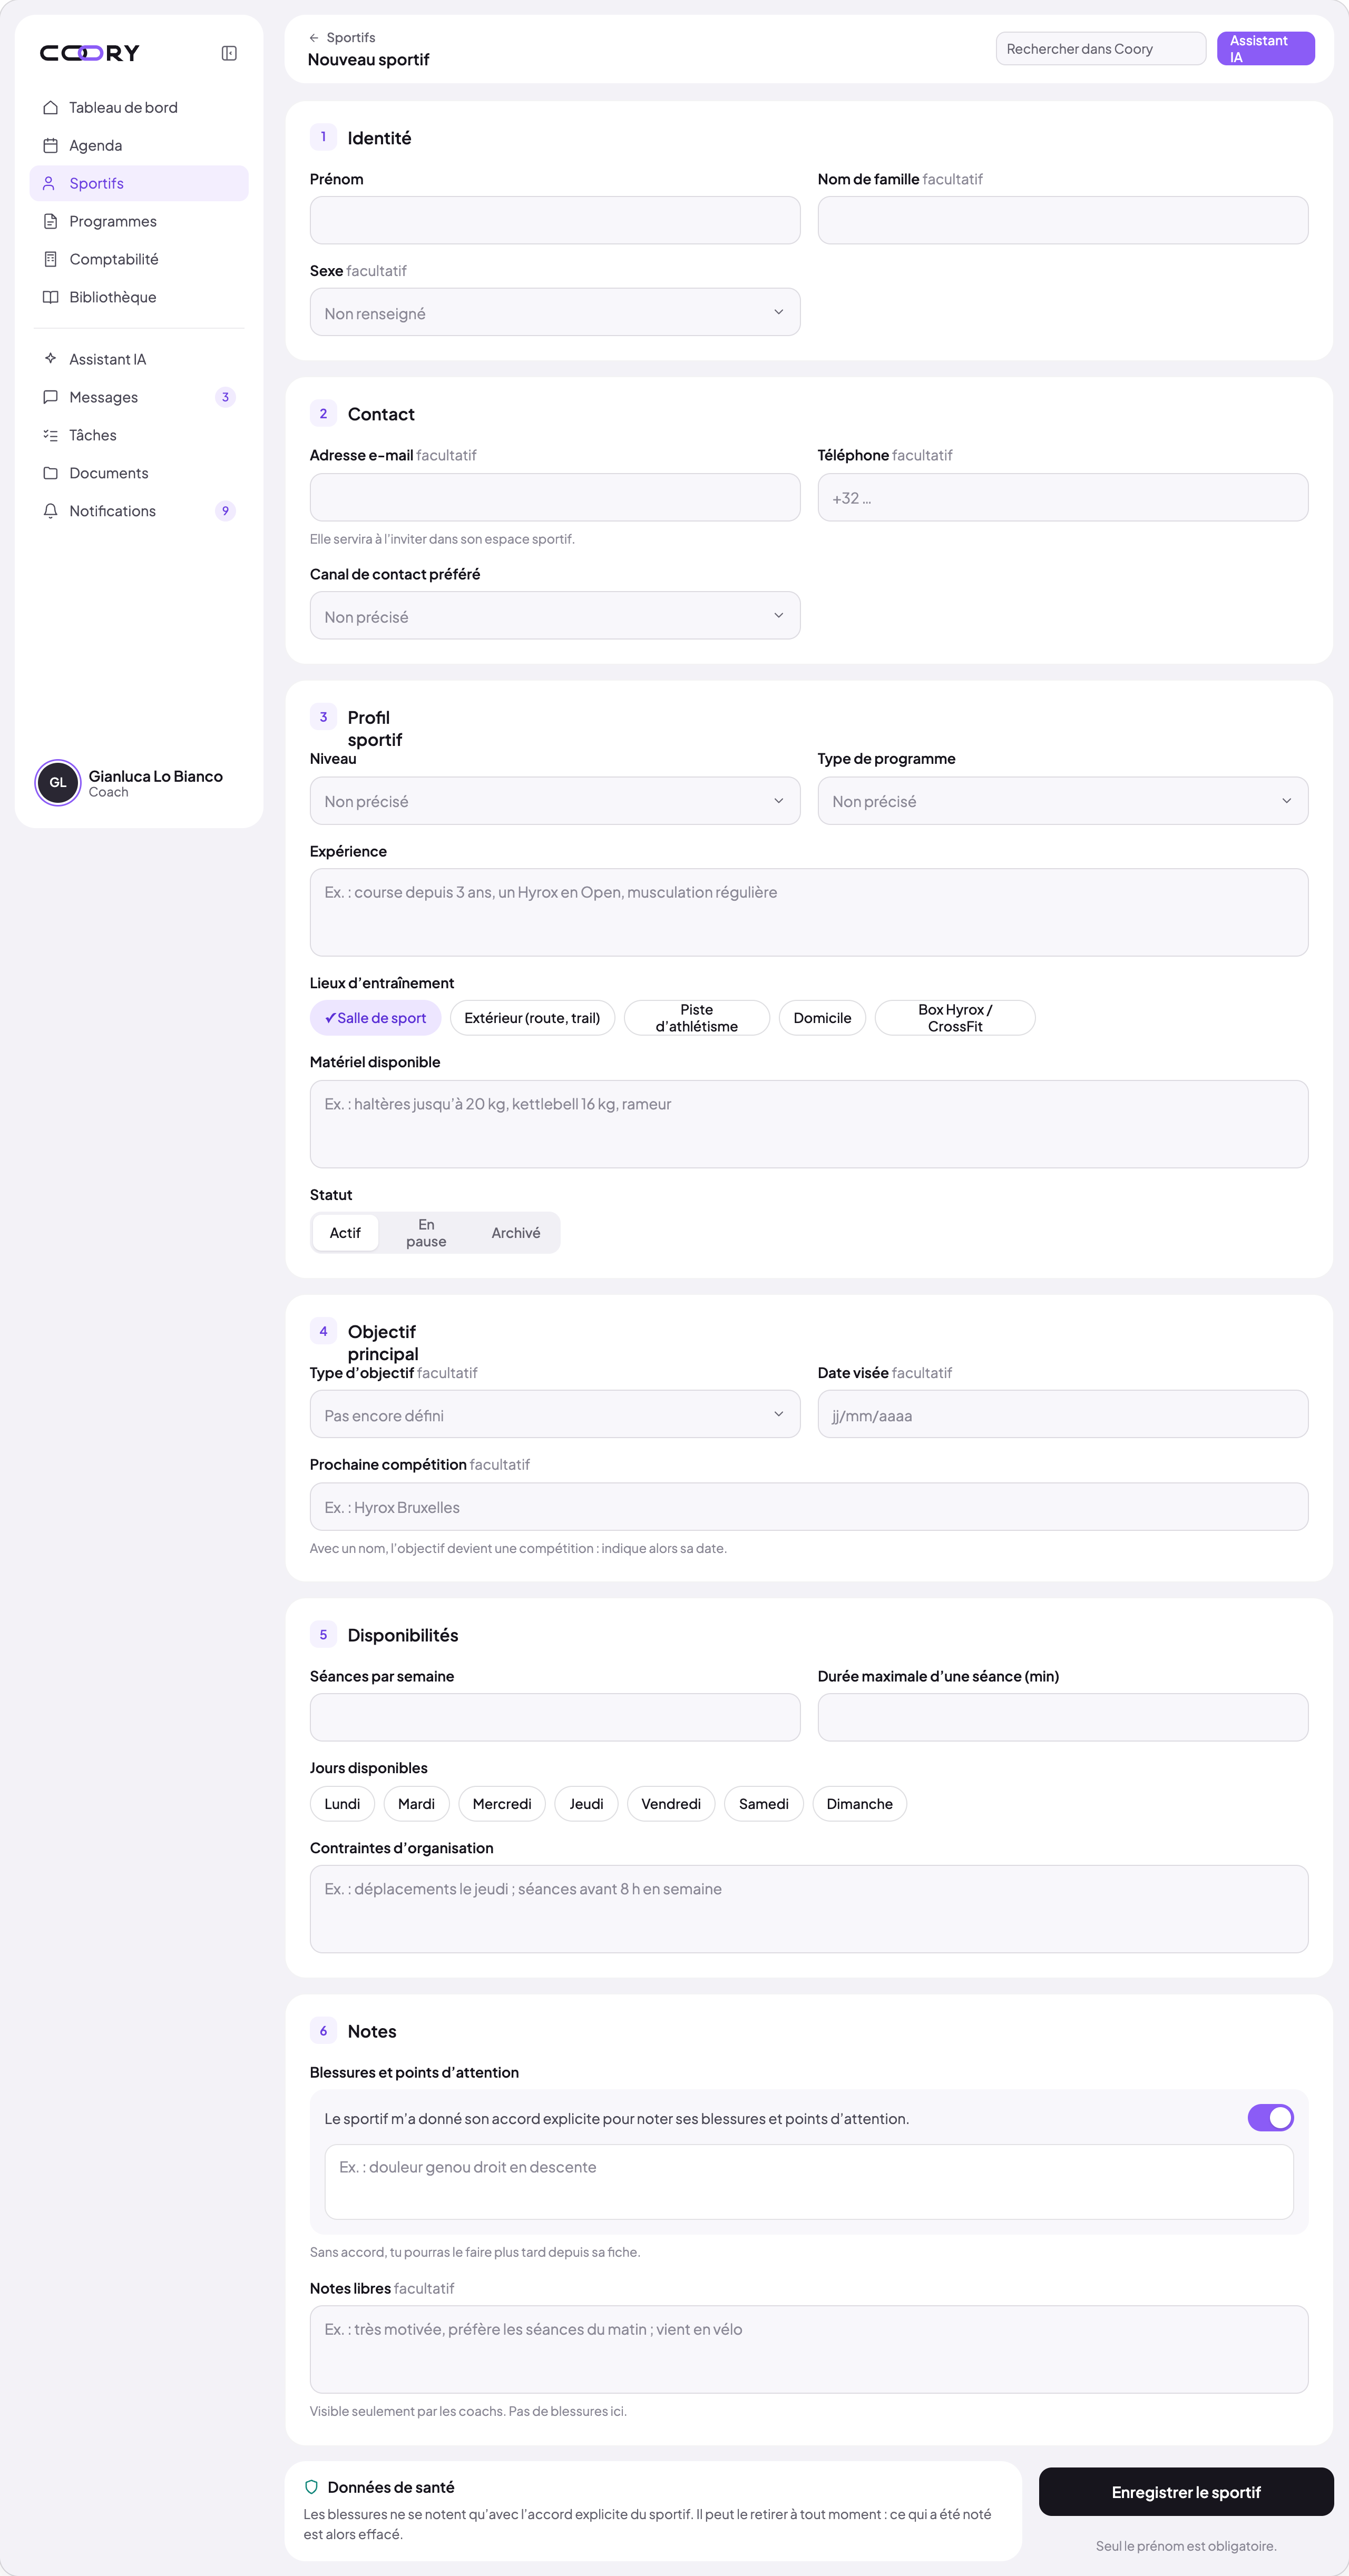 COORY
Tableau de bord
Agenda
Sportifs
Programmes
Comptabilité
Bibliothèque
Assistant IA
Messages 3
Tâches
Documents
Notifications 9
GL
Gianluca Lo Bianco
Coach
← Sportifs
Nouveau sportif
Rechercher dans Coory
Assistant
IA
1 Identité
Prénom
Nom de famille facultatif
Sexe facultatif
Non renseigné
2 Contact
Adresse e-mail facultatif
Téléphone facultatif
+32 ...
Elle servira à l'inviter dans son espace sportif.
Canal de contact préféré
Non précisé
3 Profil
sportif
Niveau
Type de programme
Non précisé
Non précisé
Expérience
Ex. : course depuis 3 ans, un Hyrox en Open, musculation régulière
Lieux d'entraînement
✓Salle de sport
Extérieur (route, trail)
Piste
d'athlétisme
Domicile
Box Hyrox /
CrossFit
Matériel disponible
Ex. : haltères jusqu'à 20 kg, kettlebell 16 kg, rameur
Statut
Actif
En
pause
Archivé
4 Objectif
principal
Type d'objectif facultatif
Date visée facultatif
Pas encore défini
jj/mm/aaaa
Prochaine compétition facultatif
Ex. : Hyrox Bruxelles
Avec un nom, l'objectif devient une compétition : indique alors sa date.
5 Disponibilités
Séances par semaine
Durée maximale d'une séance (min)
Jours disponibles
Lundi
Mardi
Mercredi
Jeudi
Vendredi
Samedi
Dimanche
Contraintes d'organisation
Ex. : déplacements le jeudi ; séances avant 8 h en semaine
6 Notes
Blessures et points d'attention
Le sportif m'a donné son accord explicite pour noter ses blessures et points d'attention.
Ex. : douleur genou droit en descente
Sans accord, tu pourras le faire plus tard depuis sa fiche.
Notes libres facultatif
Ex. : très motivée, préfère les séances du matin ; vient en vélo
Visible seulement par les coachs. Pas de blessures ici.
Données de santé
Les blessures ne se notent qu'avec l'accord explicite du sportif. Il peut le retirer à tout moment : ce qui a été noté
est alors effacé.
Enregistrer le sportif
Seul le prénom est obligatoire.